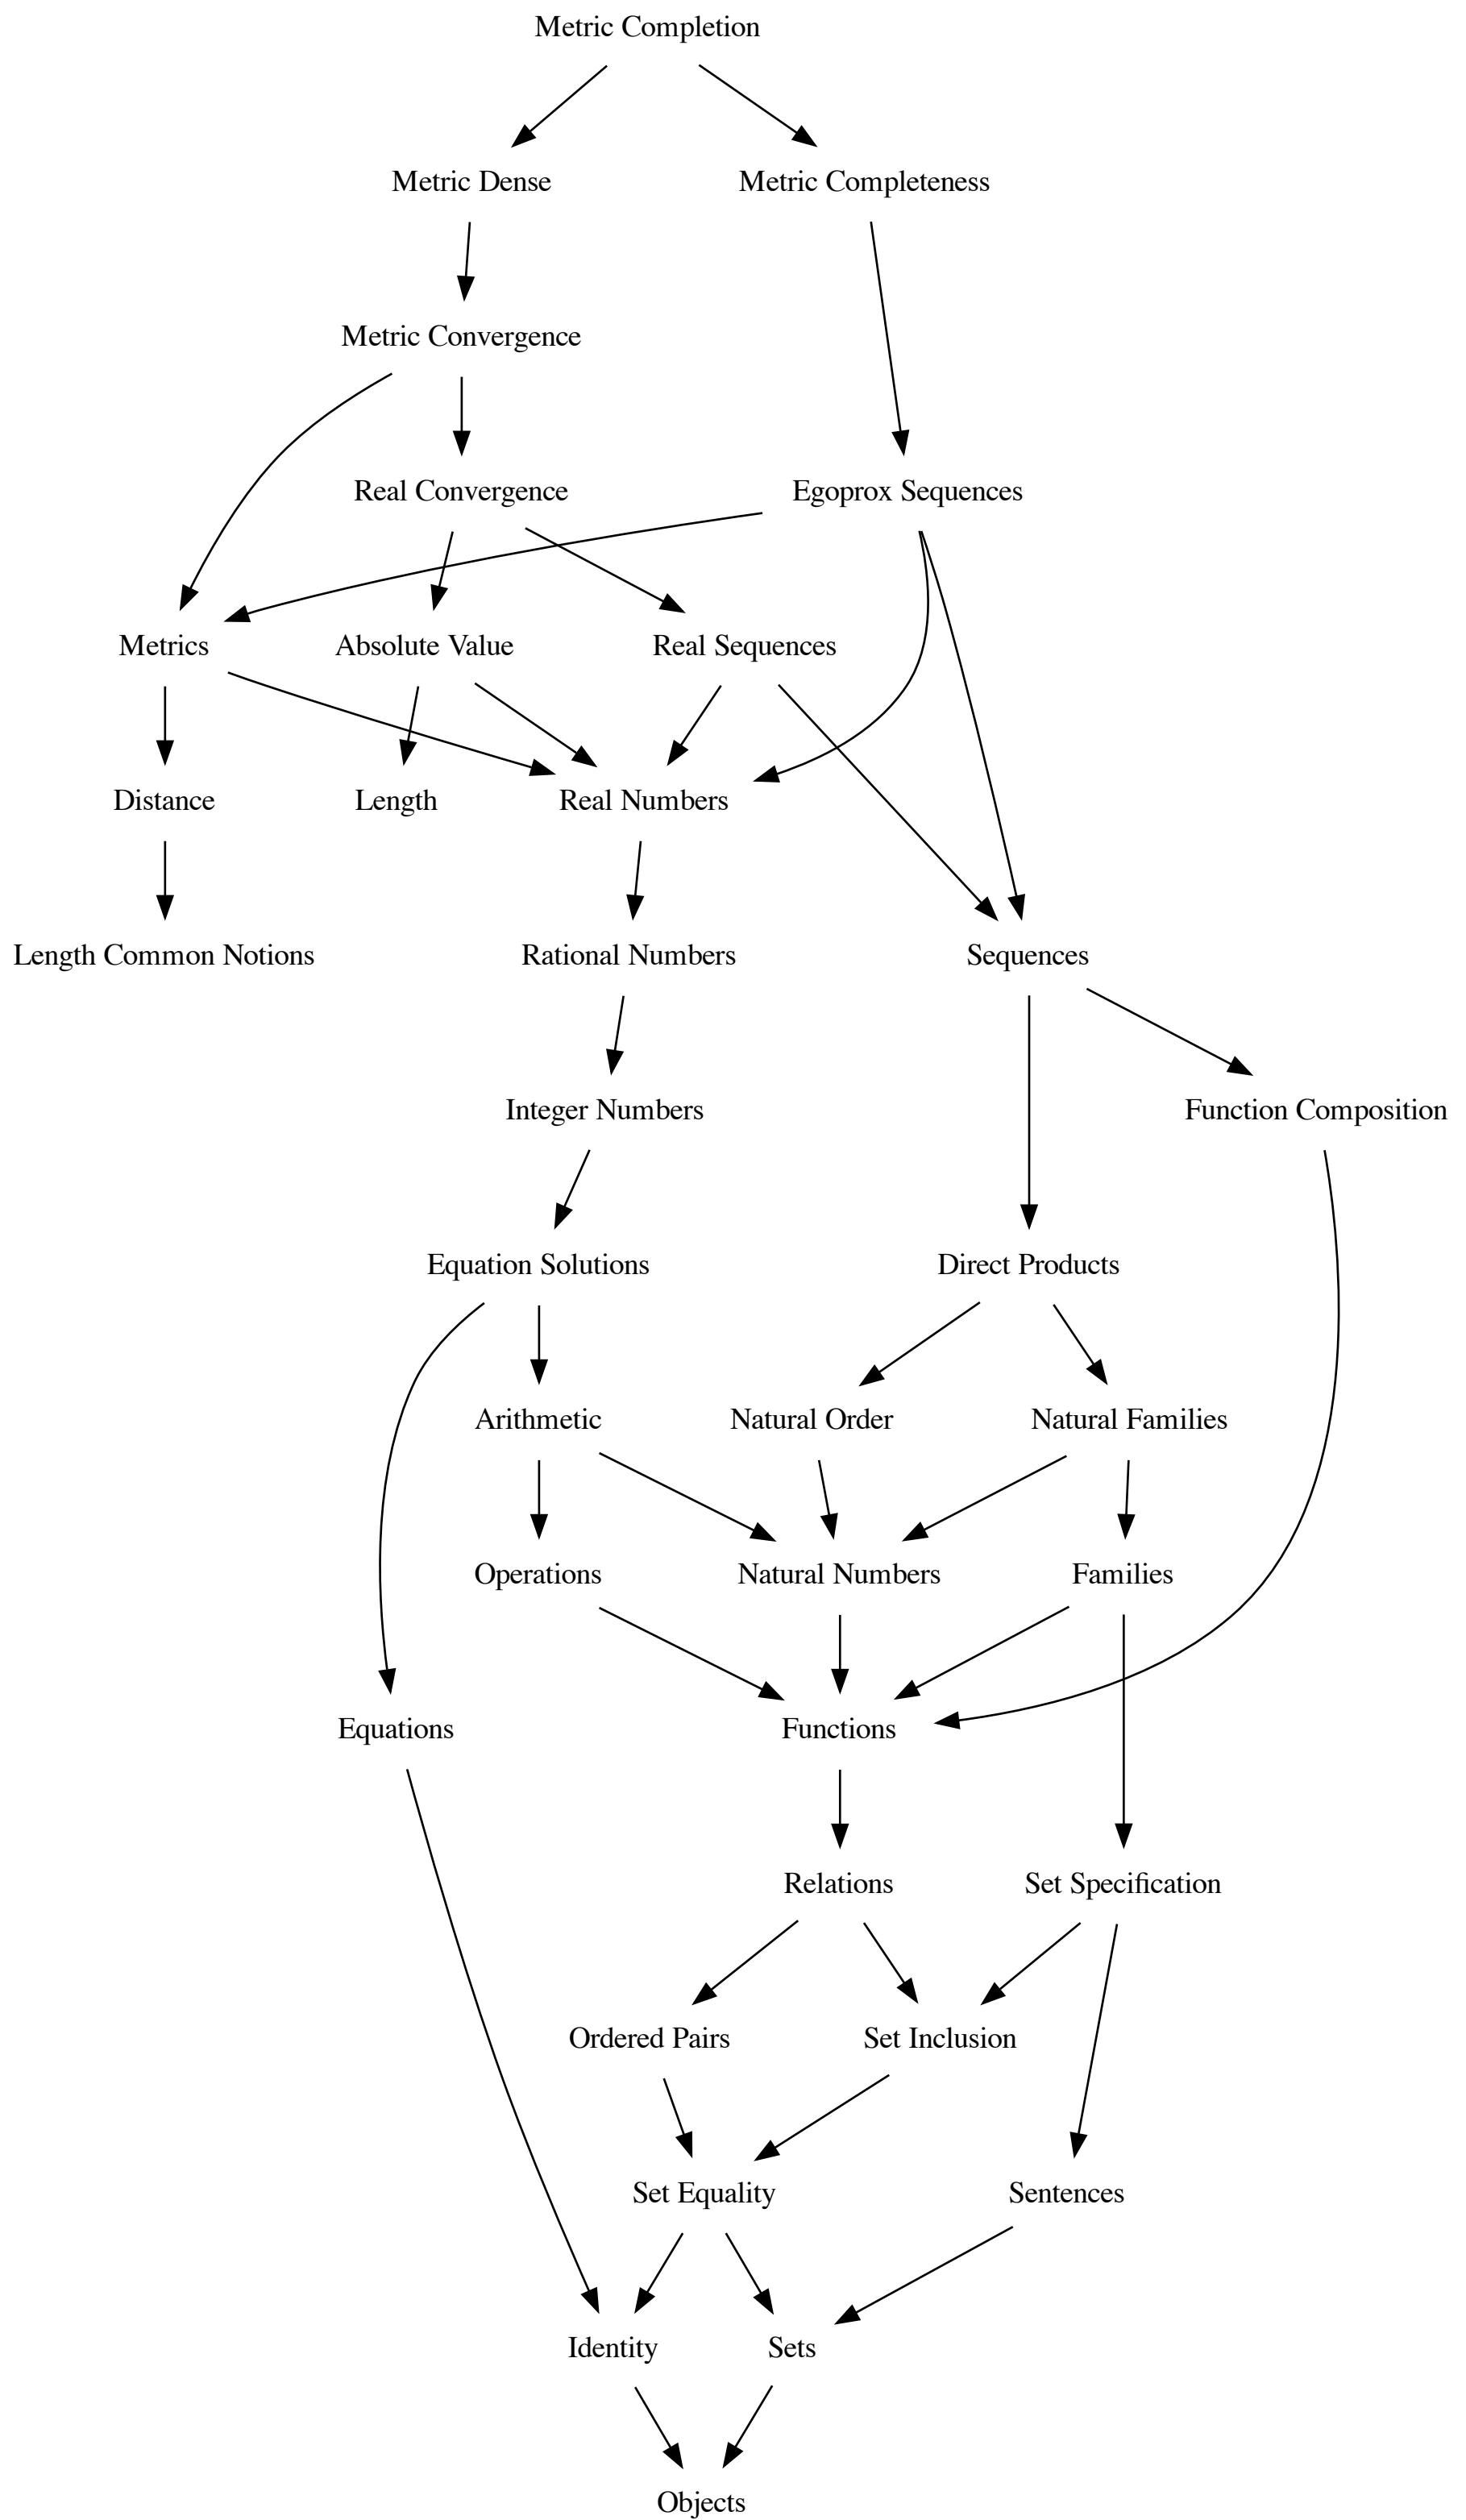 Metric Completion
Metric Dense
Metric Completeness
Metric Convergence
Real Convergence
Egoprox Sequences
Metrics
Absolute Value
Real Sequences
Distance
Length
Real Numbers
Length Common Notions
Rational Numbers
Sequences
Integer Numbers
Function Composition
Equation Solutions
Direct Products
Arithmetic
Natural Order
Natural Families
Operations
Natural Numbers
Families
Equations
Functions
Relations
Set Specification
Ordered Pairs
Set Inclusion
Set Equality
Sentences
Identity
Sets
Objects